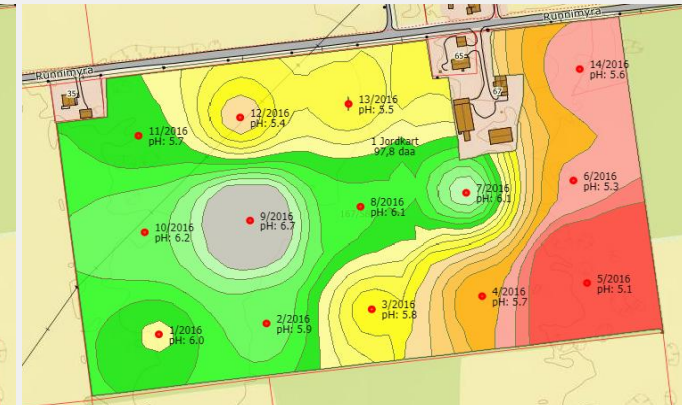 Runnimyra
Runnimyra
35
65
67
14/2016
pH: 5.6
13/2016
pH: 5.5
12/2016
pH: 5.4
11/2016
pH: 5.7
1 Jordkart
97,8 daa
6/2016
pH: 5.3
7/2016
pH: 6.1
8/2016
pH: 6.1
9/2016
pH: 6.7
10/2016
pH: 6.2
5/2016
pH: 5.1
4/2016
pH: 5.7
3/2016
pH: 5.8
2/2016
pH: 5.9
1/2016
pH: 6.0